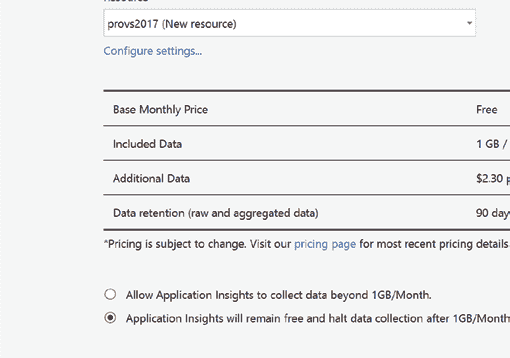 provs2017 (New resource)
Configure settings...
Base Monthly Price Free
Included Data 1 GB /
Additional Data $2.30 p
Data retention (raw and aggregated data) 90 day
*Pricing is subject to change. Visit our pricing page for most recent pricing details
Allow Application Insights to collect data beyond 1GB/Month.
Application Insights will remain free and halt data collection after 1GB/Month